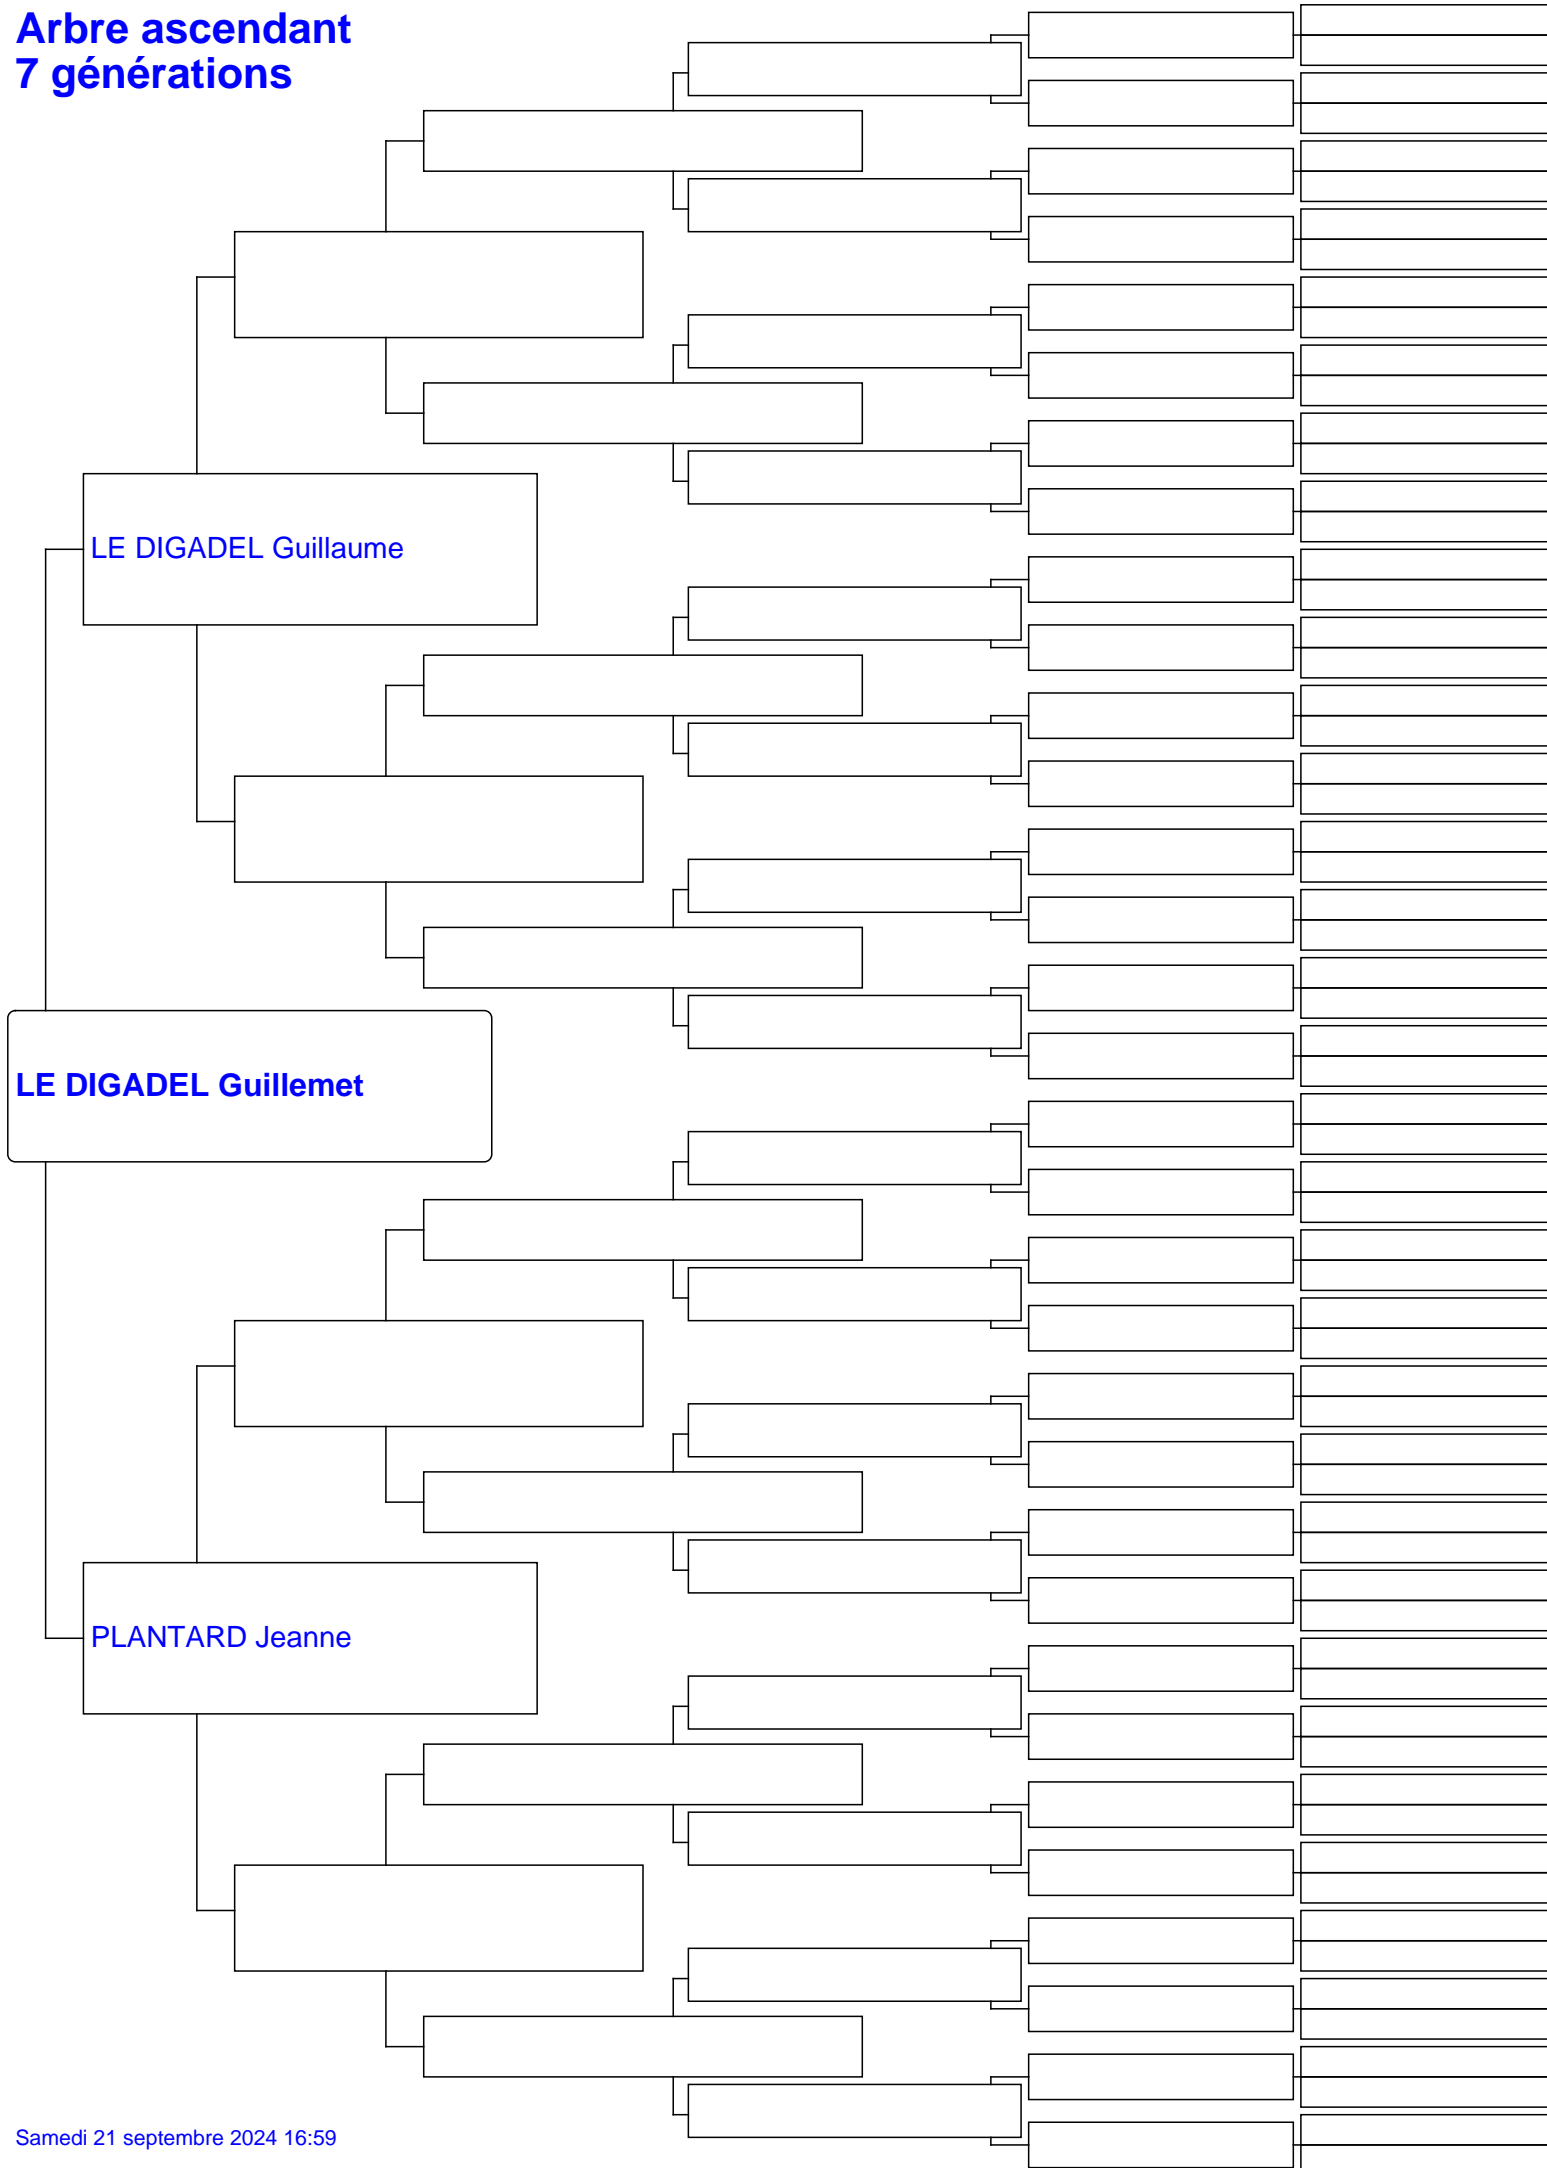 Arbre ascendant
7 générations
LE DIGADEL Guillaume
LE DIGADEL Guillemet
PLANTARD Jeanne
Samedi 21 septembre 2024 16:59